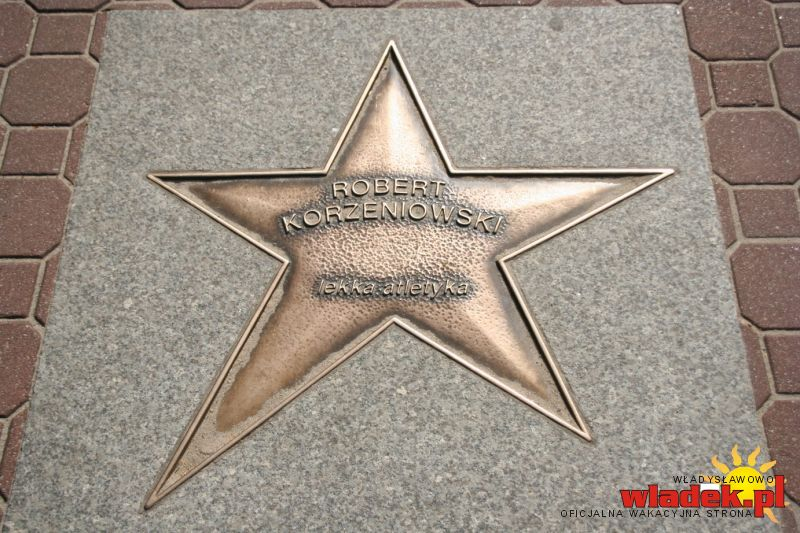 ROBERT
KORZENIOWSKI
lekka atletyka
WŁADYSŁAWOWO
wladek.pl
OFICJALNA WAKACYJNA STRONA